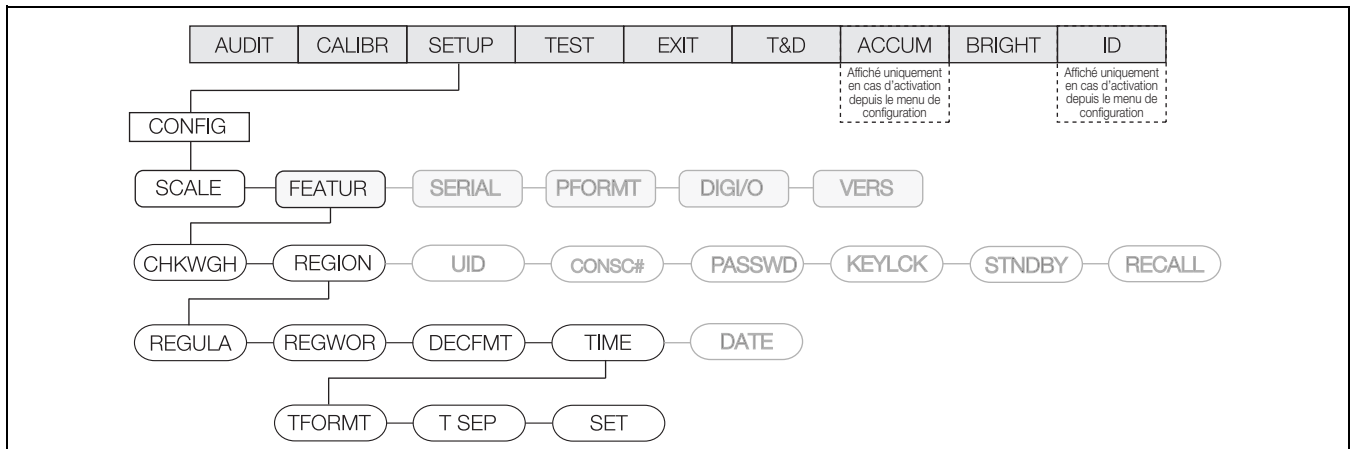 AUDIT CALIBR SETUP TEST EXIT T&D ACCUM BRIGHT ID
Affiché uniquement
en cas d'activation
depuis le menu de
configuration
Affiché uniquement
en cas d'activation
depuis le menu de
configuration
CONFIG
SCALE FEATUR SERIAL PFORMT DIGI/O VERS
CHKWGH REGION UID CONSC# PASSWD KEYLCK STNDBY RECALL
REGULA REGWOR DECFMT TIME DATE
TFORMT T SEP SET